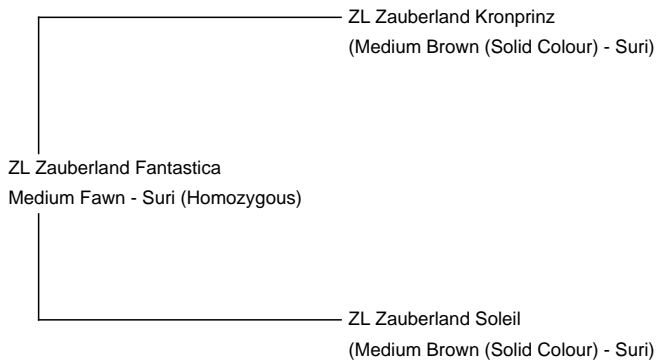 ZL Zauberland Kronprinz
(Medium Brown (Solid Colour) - Suri)
ZL Zauberland Fantastica
Medium Fawn - Suri (Homozygous)
ZL Zauberland Soleil
(Medium Brown (Solid Colour) - Suri)